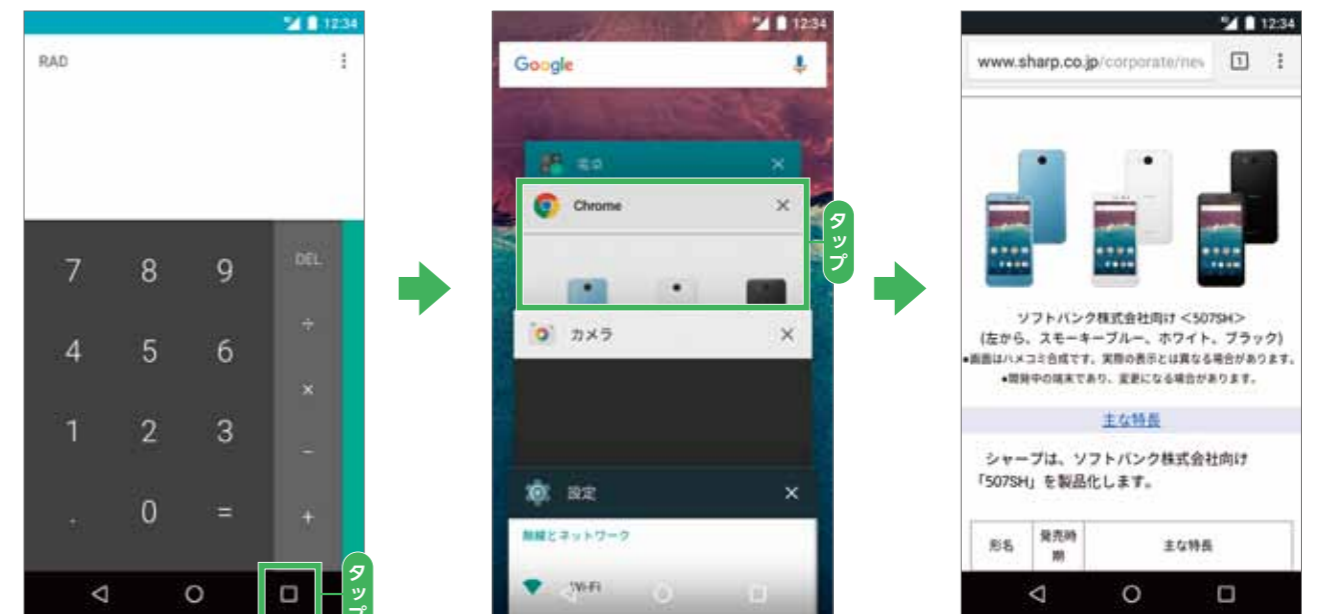 12:34
RAD
7 8 9 DEL
÷
4 5 6
×
1 2 3
−
. 0 =
+
タップ
12:34
Google
電卓 ×
Chrome ×
タップ
カメラ ×
設定 ×
無線とネットワーク
Wi-Fi
12:34
www.sharp.co.jp/corporate/nev 1
ソフトバンク株式会社向け<507SH>
(左から、スモーキーブルー、ホワイト、ブラック)
●画面はハメコミ合成です。実際の表示とは異なる場合があります。
●開発中の端末であり、変更になる場合があります。
主な特長
シャープは、ソフトバンク株式会社向け
「507SH」を製品化します。
形名 発売時期 主な特長